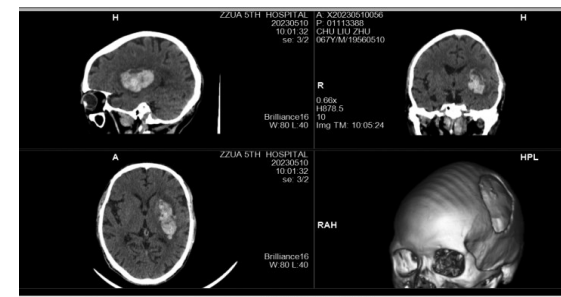 H
ZZUA 5TH HOSPITAL
20230510
10:01:32
se: 3/2
Brilliance16
W:80 L:40
A: X20230510056
P: 01113388
CHU LIU ZHU
067Y/M/19560510
H
R
0.66x
H878.5
10
Img TM: 10:05:24
A
ZZUA 5TH HOSPITAL
20230510
10:01:32
se: 3/2
Brilliance16
W:80 L:40
HPL
RAH